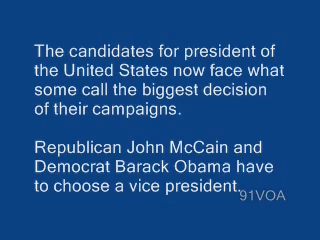 The candidates for president of
the United States now face what
some call the biggest decision
of their campaigns.
Republican John McCain and
Democrat Barack Obama have
to choose a vice president.
91VOA